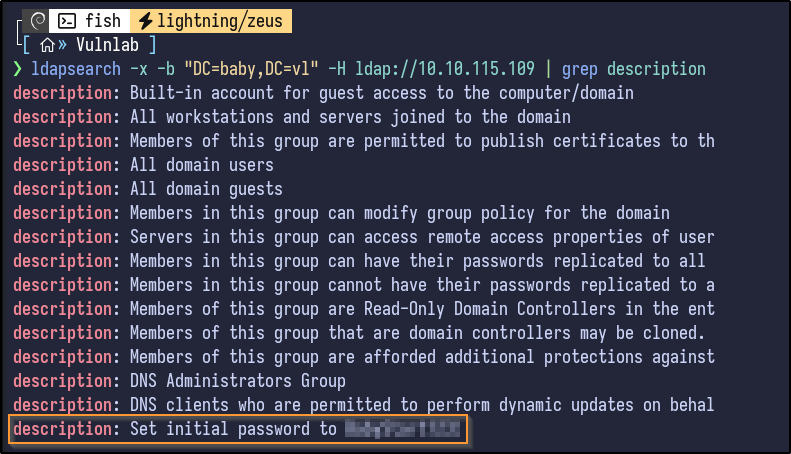 fish lightning/zeus
[ » Vulnlab ]
❯ ldapsearch -x -b "DC=baby,DC=vl" -H ldap://10.10.115.109 | grep description
description: Built-in account for guest access to the computer/domain
description: All workstations and servers joined to the domain
description: Members of this group are permitted to publish certificates to th
description: All domain users
description: All domain guests
description: Members in this group can modify group policy for the domain
description: Servers in this group can access remote access properties of user
description: Members in this group can have their passwords replicated to all
description: Members in this group cannot have their passwords replicated to a
description: Members of this group are Read-Only Domain Controllers in the ent
description: Members of this group that are domain controllers may be cloned.
description: Members of this group are afforded additional protections against
description: DNS Administrators Group
description: DNS clients who are permitted to perform dynamic updates on behal
description: Set initial password to